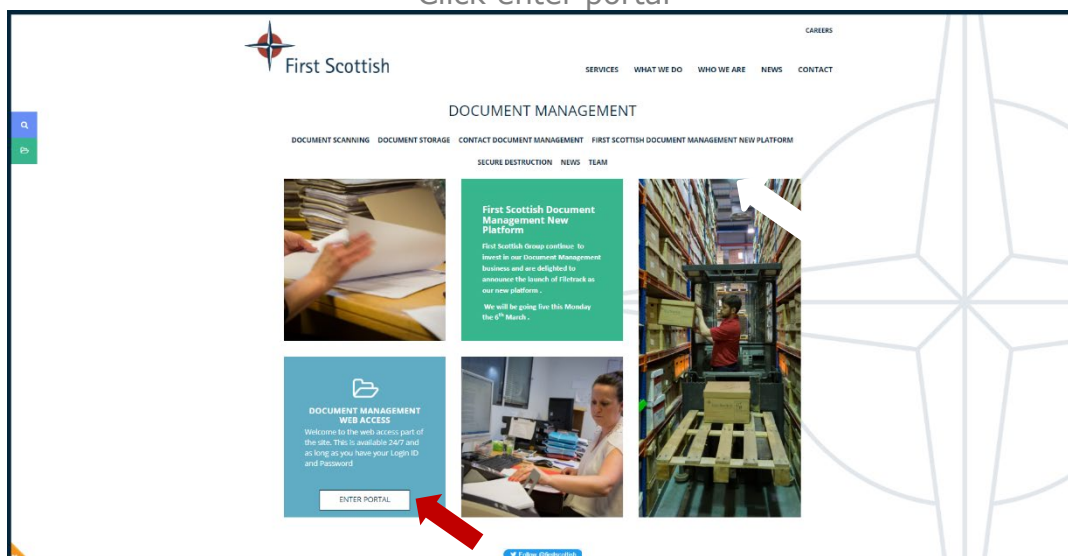 Click enter portal
CAREERS
First Scottish
SERVICES WHAT WE DO WHO WE ARE NEWS CONTACT
DOCUMENT MANAGEMENT
DOCUMENT SCANNING DOCUMENT STORAGE CONTACT DOCUMENT MANAGEMENT FIRST SCOTTISH DOCUMENT MANAGEMENT NEW PLATFORM
SECURE DESTRUCTION NEWS TEAM
First Scottish Document
Management New
Platform
First Scottish Group continue to
invest in our Document Management
business and are delighted to
announce the launch of Filetrack as
our new platform .
We will be going live this Monday
the 6th March .
DOCUMENT MANAGEMENT
WEB ACCESS
Welcome to the web access part of
the site. This is available 24/7 and
as long as you have your Login ID
and Password
ENTER PORTAL